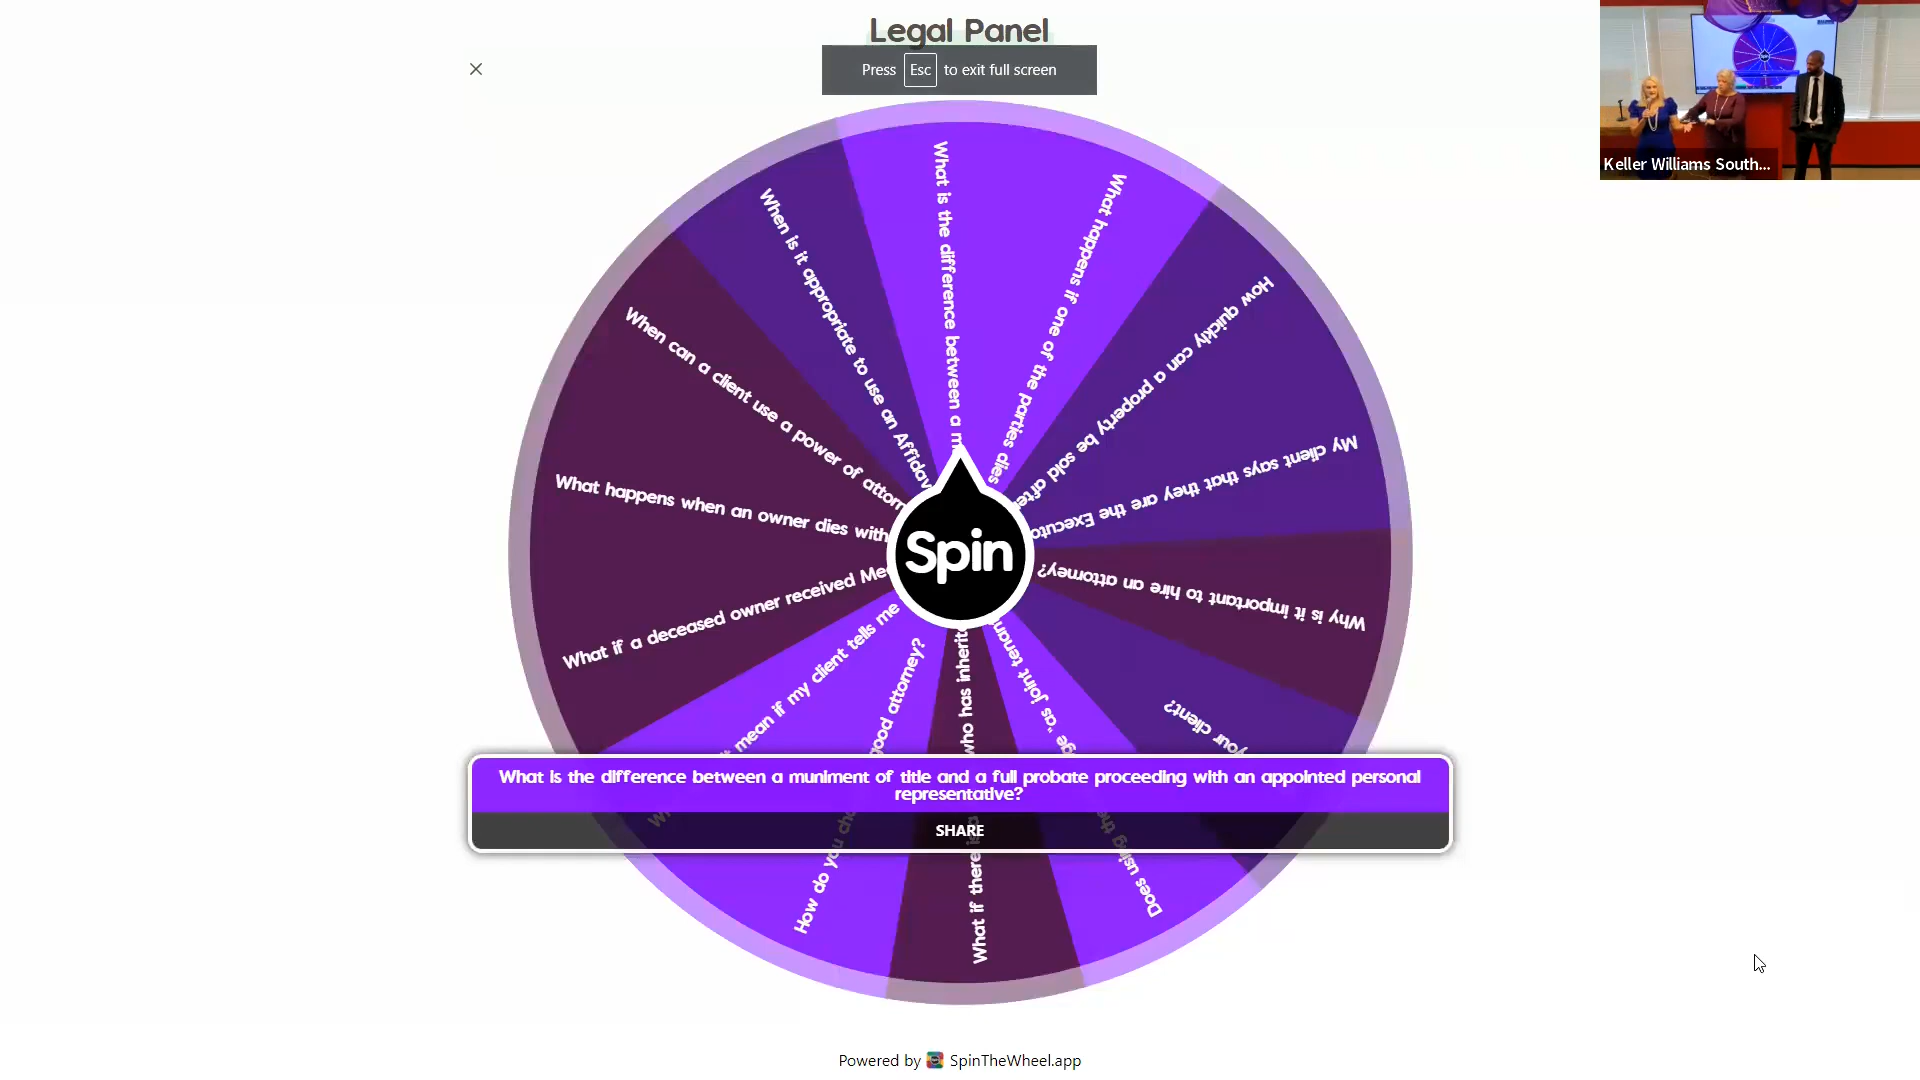 Legal Panel
Press Esc to exit full screen
Keller Williams South...
What is the difference between a m
What happens if one of the parties dies
How quickly can a property be sold afte
My client says that they are the Executo
Why is it important to hire an attorney?
your client?
Does using the
ge "as joint tenan
What if there is a
who has inherite
How do you cho
good attorney?
mean if my client tells me
What if a deceased owner received Me
What happens when an owner dies with
When can a client use a power of attorn
When is it appropriate to use an Affidav
Spin
What is the difference between a muniment of title and a full probate proceeding with an appointed personal
representative?
SHARE
Powered by SpinTheWheel.app